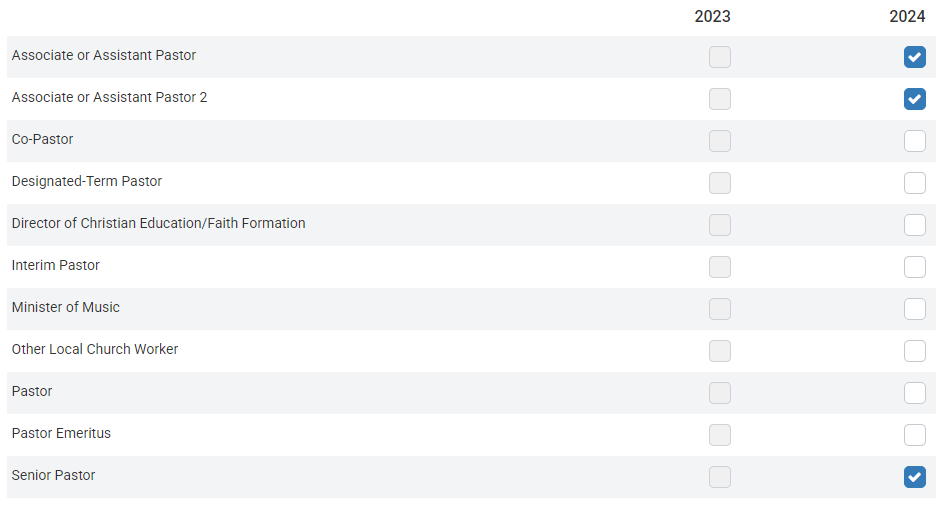 2023 2024
Associate or Assistant Pastor
Associate or Assistant Pastor 2
Co-Pastor
Designated-Term Pastor
Director of Christian Education/Faith Formation
Interim Pastor
Minister of Music
Other Local Church Worker
Pastor
Pastor Emeritus
Senior Pastor